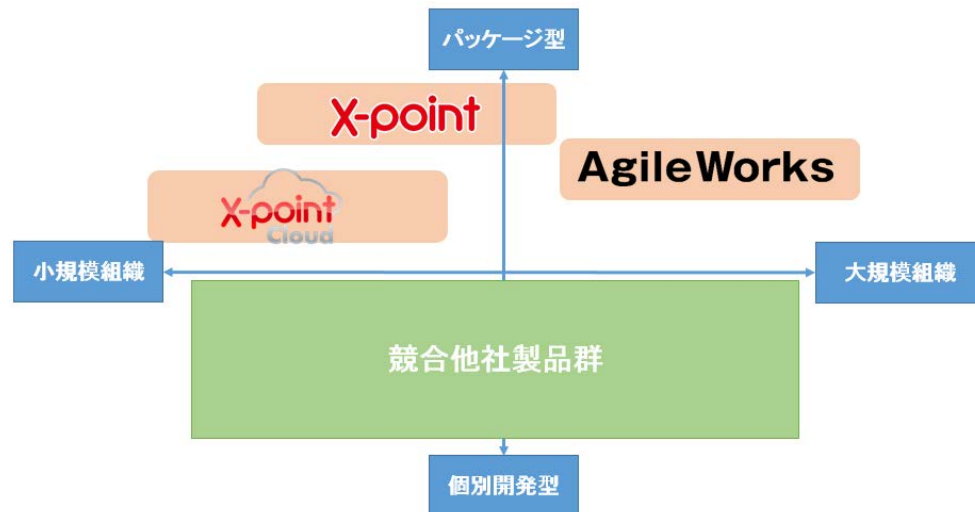 パッケージ型
X-point
AgileWorks
X-point
Cloud
小規模組織
大規模組織
競合他社製品群
個別開発型